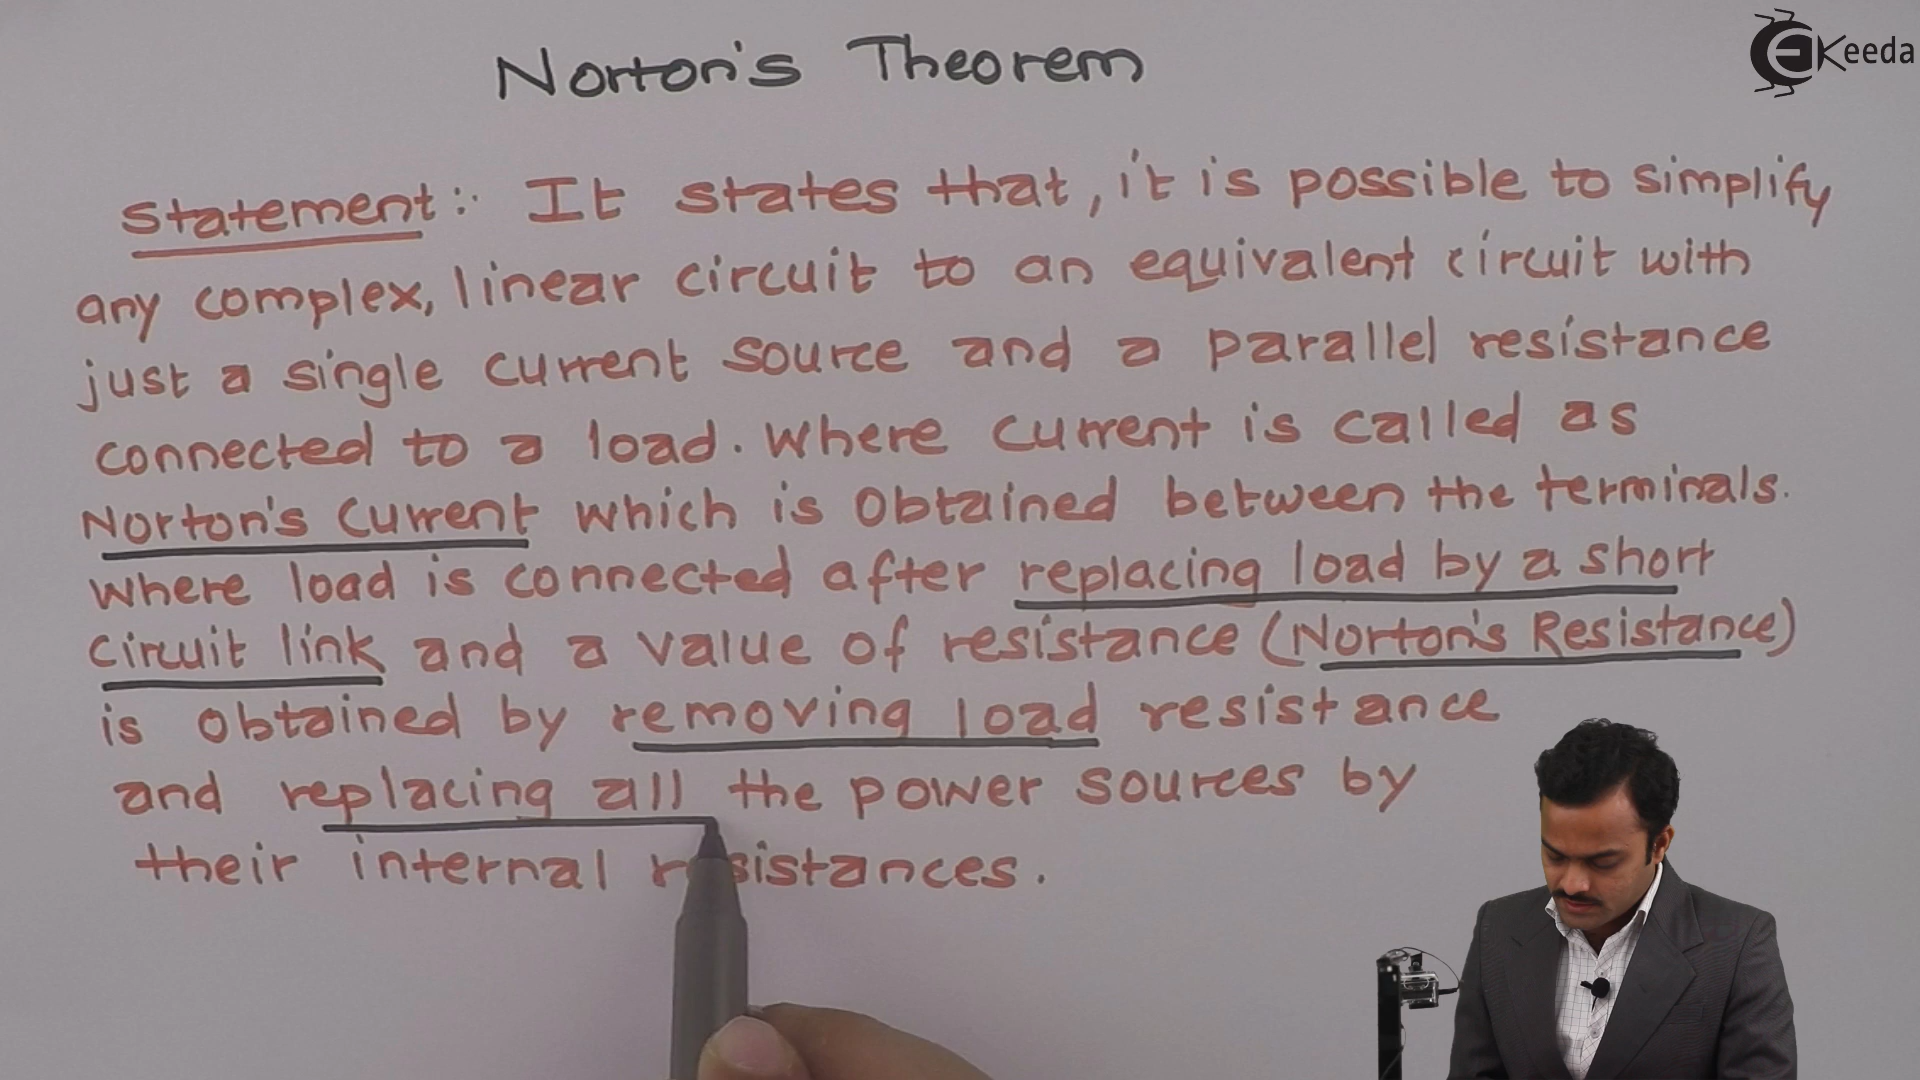 Norton's Theorem
Keeda
Statement:- It states that, it is possible to simplify
any complex, linear circuit to an equivalent circuit with
just a single current source and a parallel resistance
connected to a load. Where current is called as
Norton's Current which is obtained between the terminals.
Where load is connected after replacing load by a short
circuit link and a value of resistance (Norton's Resistance)
is obtained by removing load resistance
and replacing all the power sources by
their internal resistances.